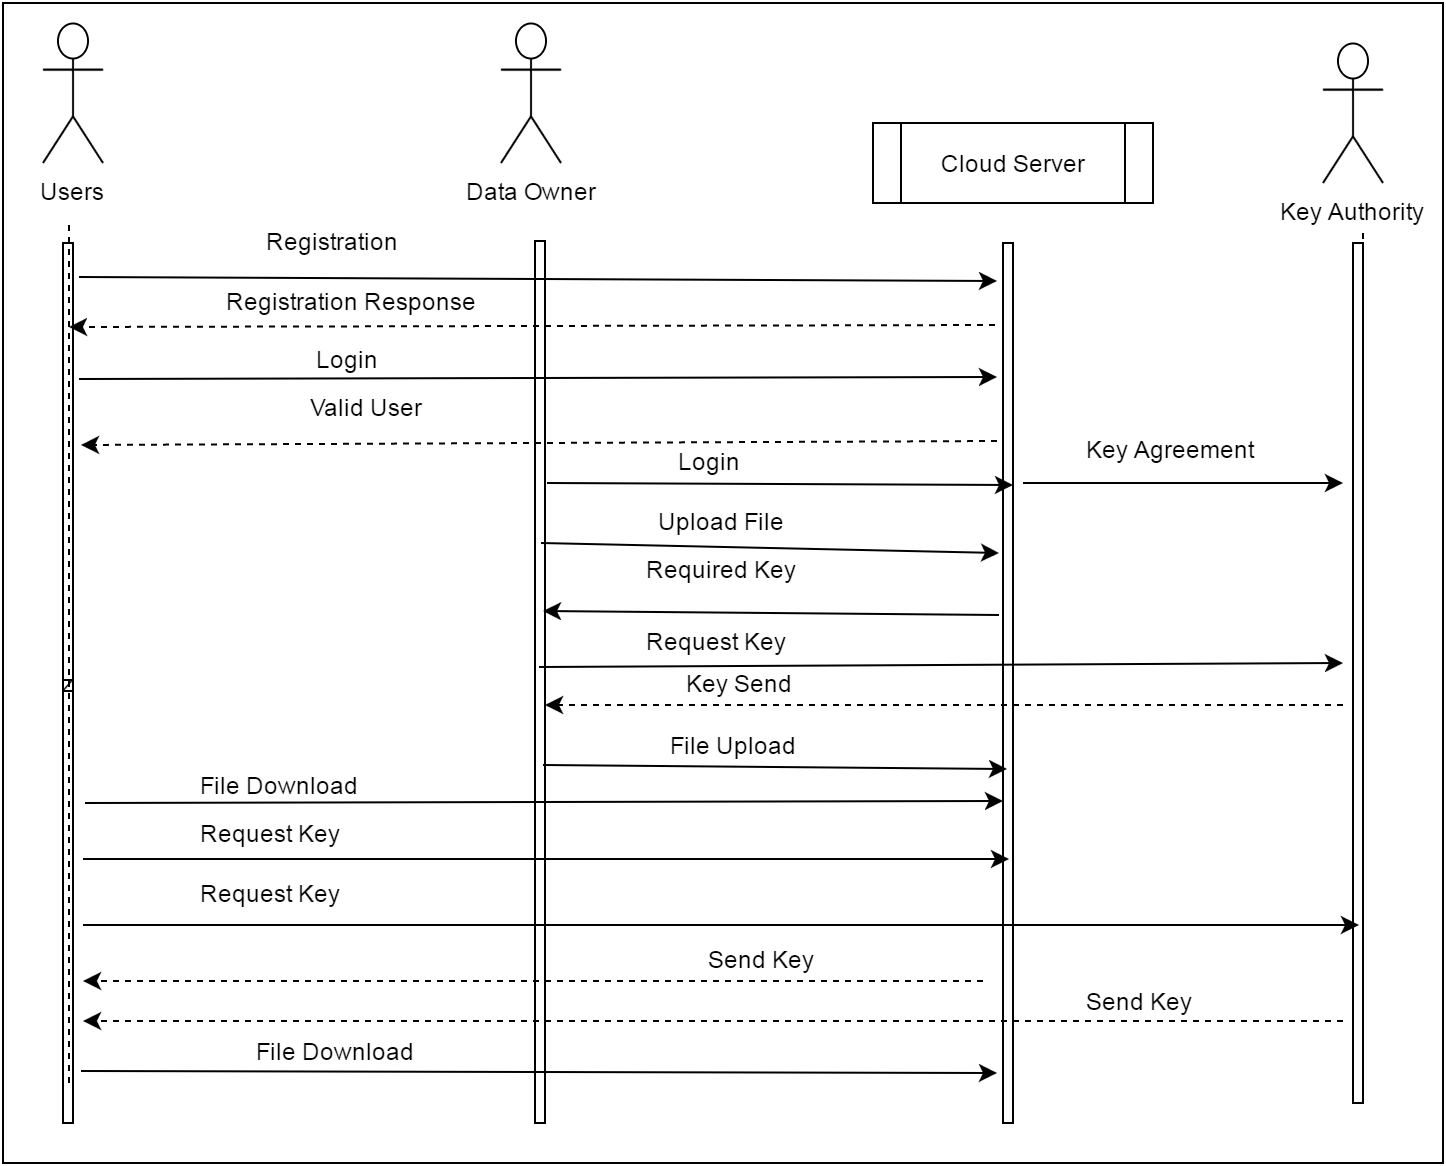 Users
Data Owner
Cloud Server
Key Authority
Registration
Registration Response
Login
Valid User
Key Agreement
Login
Upload File
Required Key
Request Key
Z
Key Send
File Upload
File Download
Request Key
Request Key
Send Key
Send Key
File Download